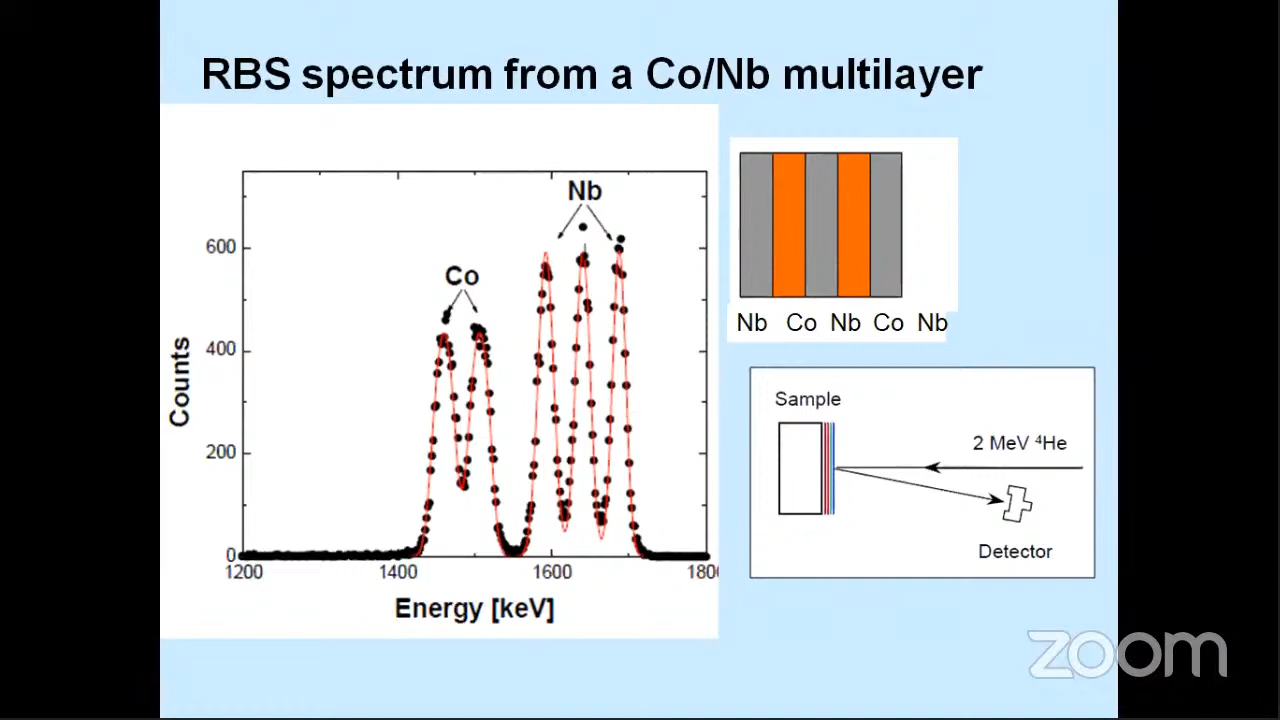 RBS spectrum from a Co/Nb multilayer
Nb
Co
600
400
200
0
1200
1400
1600
1800
Counts
Energy [keV]
Nb Co Nb Co Nb
Sample
2 MeV ⁴He
Detector
zoom